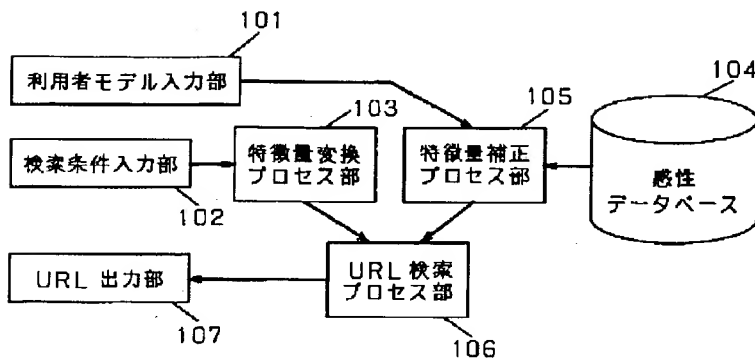 101
利用者モデル入力部
103
105
104
検索条件入力部
102
特徴量変換
プロセス部
特徴量補正
プロセス部
感性
データベース
URL 出力部
107
URL 検索
プロセス部
106